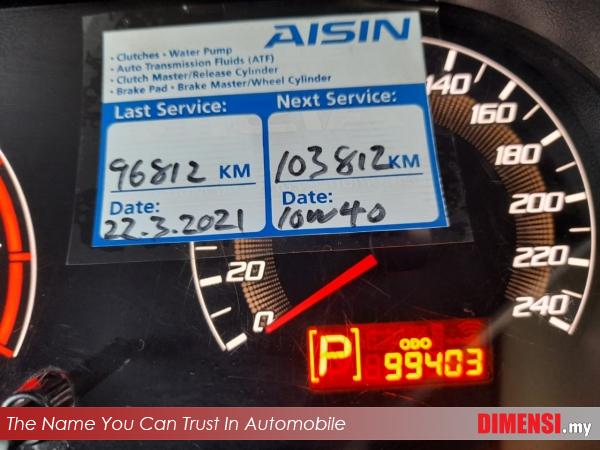 AISIN
• Clutches • Water Pump
• Auto Transmission Fluids (ATF)
• Clutch Master/Release Cylinder
• Brake Pad • Brake Master/Wheel Cylinder
Last Service:
96812 KM
Date:
22.3.2021
Next Service:
103812 KM
Date:
10W40
0
20
140
160
180
200
220
240
[P]
ODO
99403
The Name You Can Trust In Automobile
DIMENSI.my